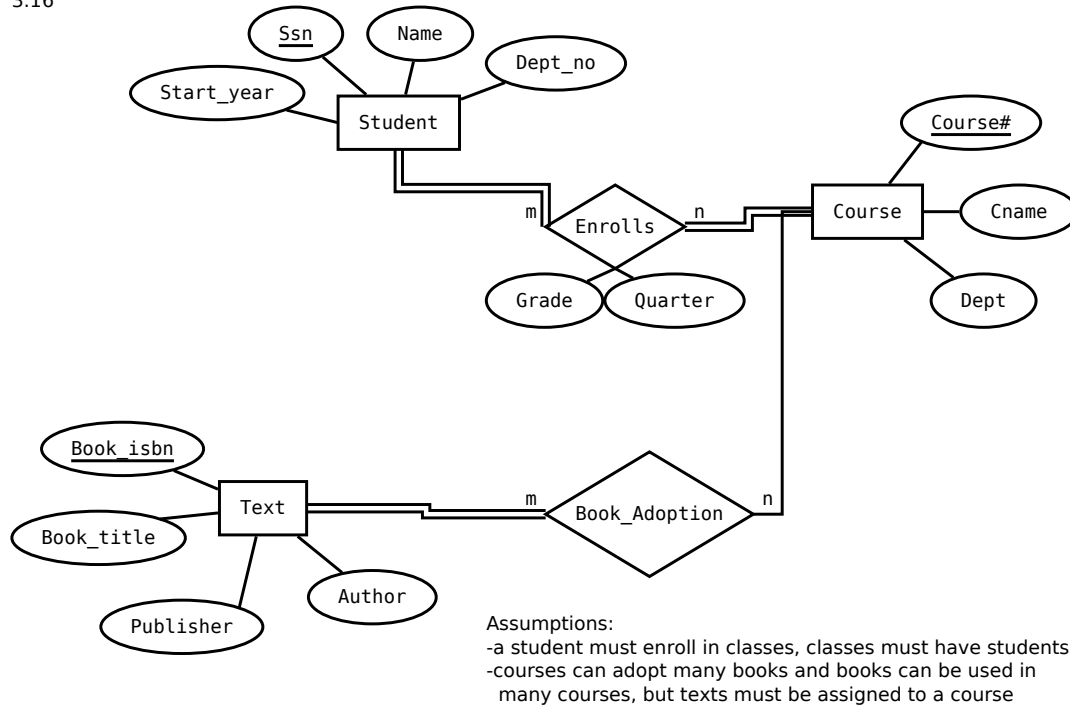 3.16
Ssn
Name
Dept_no
Start_year
Student
Course#
m
n
Enrolls
Course
Cname
Grade
Quarter
Dept
Book_isbn
Text
m
n
Book_Adoption
Book_title
Author
Publisher
Assumptions:
-a student must enroll in classes, classes must have students
-courses can adopt many books and books can be used in
many courses, but texts must be assigned to a course